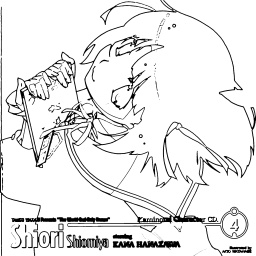 Kaminomi Character CD.
4
TAMIKI WAKAKI Presents "The World God Only Knows"
Shiori Shiomiya starring KANA HANAZAWA
Illustrated by